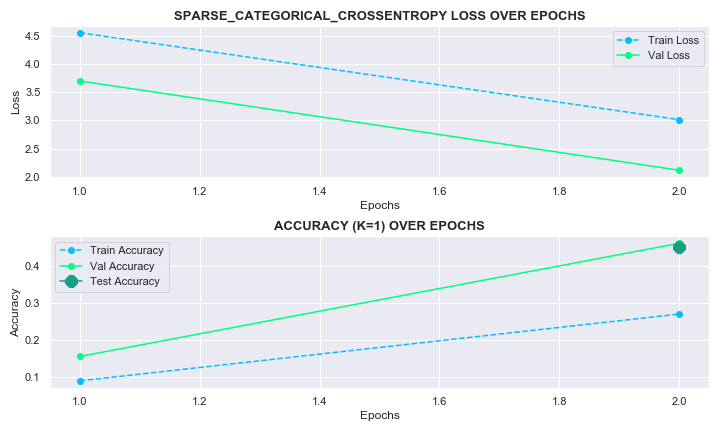 SPARSE_CATEGORICAL_CROSSENTROPY LOSS OVER EPOCHS
4.5
4.0
3.5
3.0
2.5
2.0
Loss
Train Loss
Val Loss
1.0 1.2 1.4 1.6 1.8 2.0
Epochs
ACCURACY (K=1) OVER EPOCHS
Train Accuracy
Val Accuracy
Test Accuracy
0.4
0.3
0.2
0.1
Accuracy
1.0 1.2 1.4 1.6 1.8 2.0
Epochs